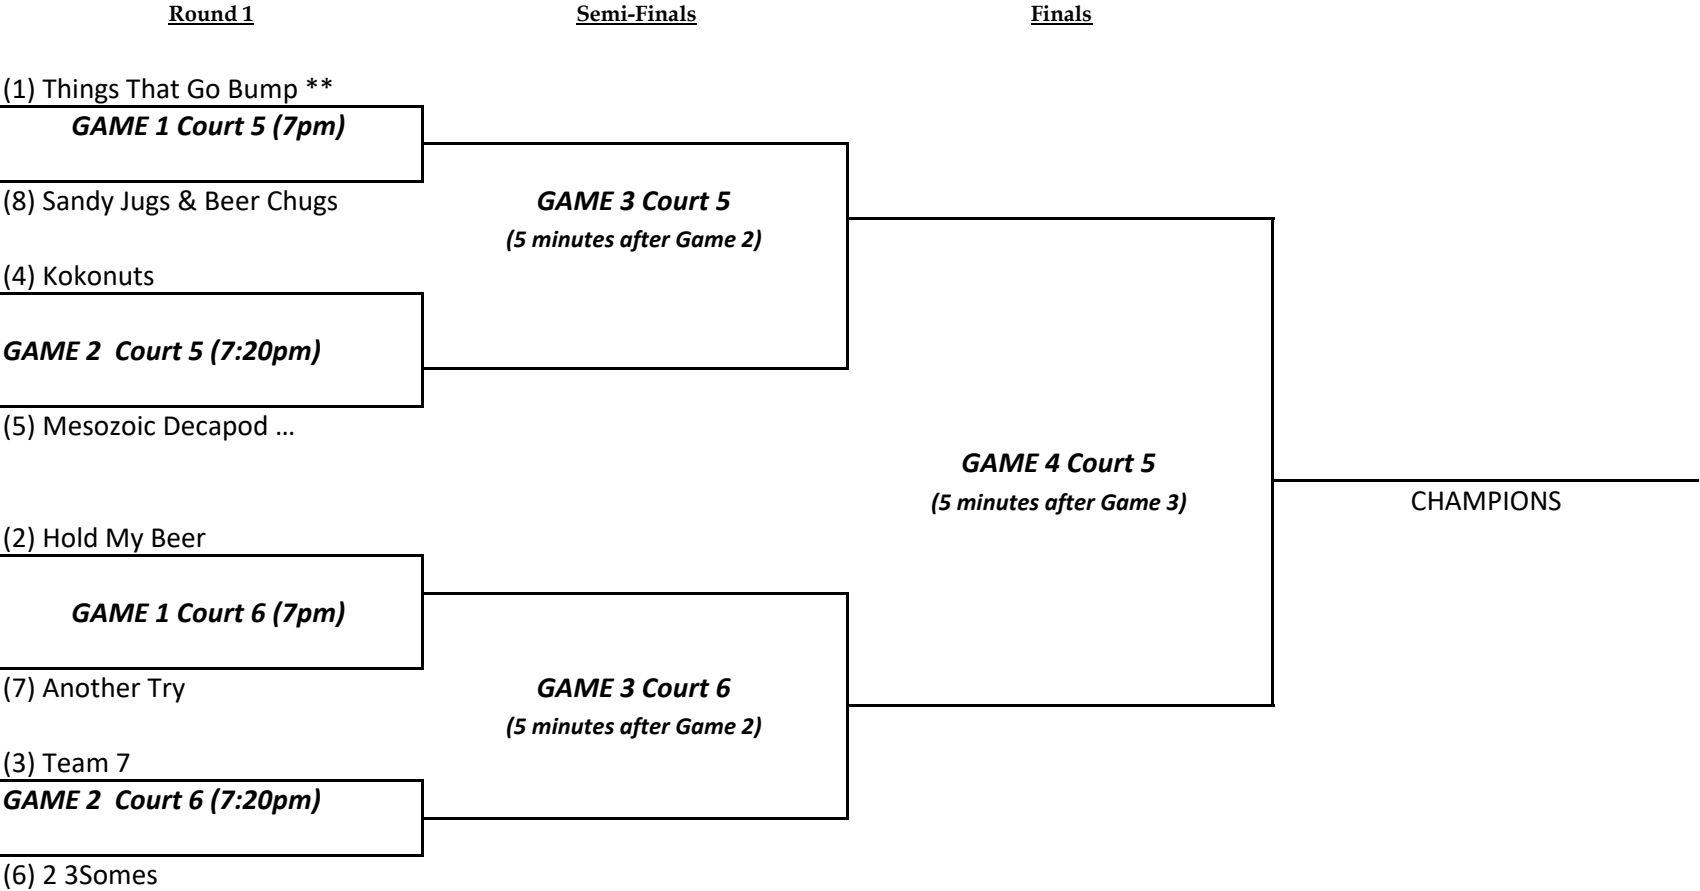 Round 1 Semi-Finals Finals
(1) Things That Go Bump **
GAME 1 Court 5 (7pm)
(8) Sandy Jugs & Beer Chugs
GAME 3 Court 5
(5 minutes after Game 2)
(4) Kokonuts
GAME 2  Court 5 (7:20pm)
(5) Mesozoic Decapod ...
GAME 4 Court 5
(5 minutes after Game 3)
CHAMPIONS
(2) Hold My Beer
GAME 1 Court 6 (7pm)
(7) Another Try
GAME 3 Court 6
(5 minutes after Game 2)
(3) Team 7
GAME 2  Court 6 (7:20pm)
(6) 2 3Somes